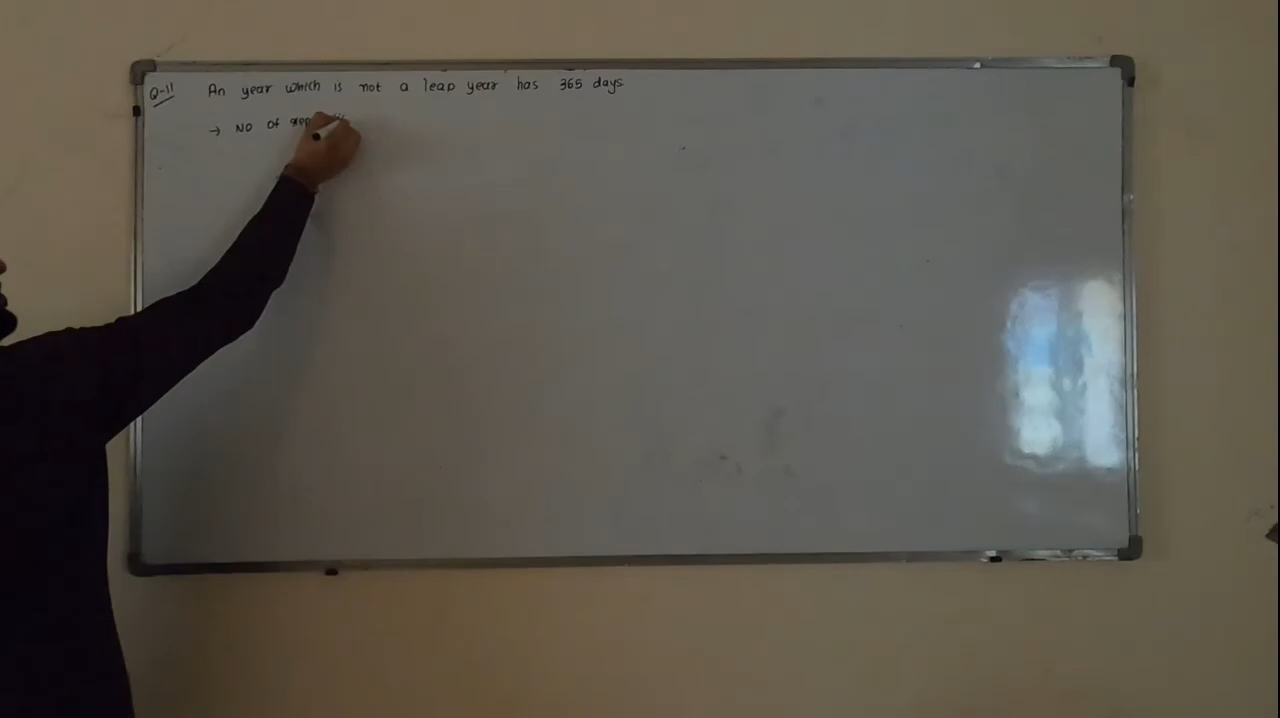 Q-11 An year which is not a leap year has 365 days
→ No of